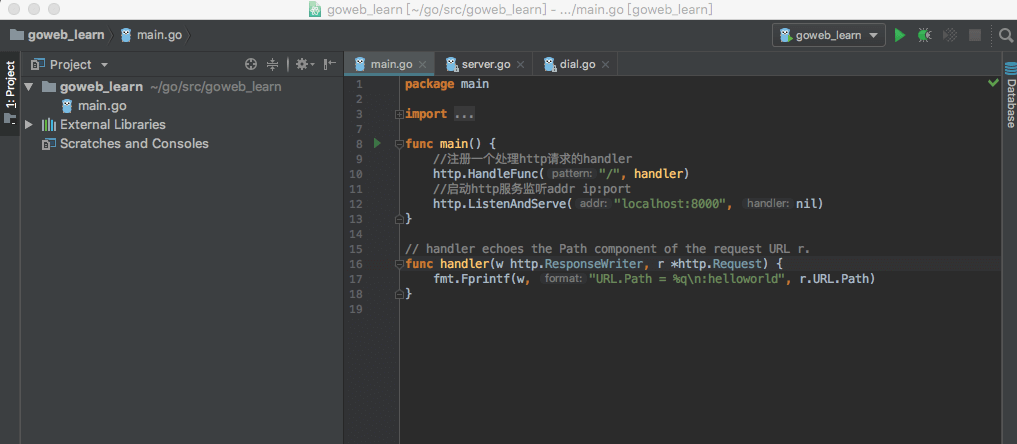 goweb_learn [~/go/src/goweb_learn] - .../main.go [goweb_learn]
goweb_learn main.go goweb_learn
1: Project
Project
goweb_learn ~/go/src/goweb_learn
main.go
External Libraries
Scratches and Consoles
main.go server.go dial.go
1 package main
2
3 import ...
7
8 func main() {
9 //注册一个处理http请求的handler
10 http.HandleFunc( pattern: "/", handler)
11 //启动http服务监听addr ip:port
12 http.ListenAndServe( addr: "localhost:8000", handler: nil)
13 }
14
15 // handler echoes the Path component of the request URL r.
16 func handler(w http.ResponseWriter, r *http.Request) {
17 fmt.Fprintf(w, format: "URL.Path = %q\n:helloworld", r.URL.Path)
18 }
19
Database